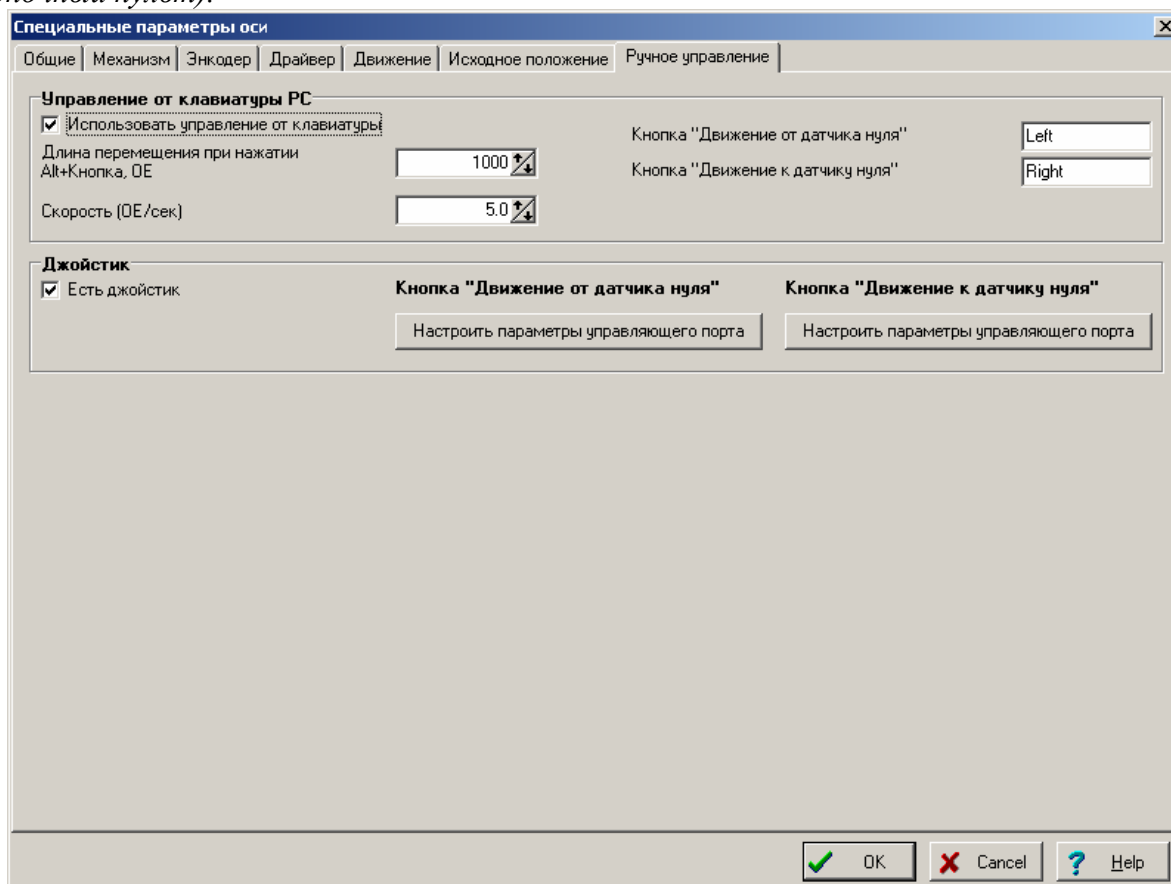 пульт).
Специальные параметры оси
Общие Механизм Энкодер Драйвер Движение Исходное положение Ручное управление
Управление от клавиатуры PC
Использовать управление от клавиатуры
Длина перемещения при нажатии
Alt+Кнопка, ОЕ
1000
Скорость (ОЕ/сек)
5.0
Кнопка "Движение от датчика нуля"
Left
Кнопка "Движение к датчику нуля"
Right
Джойстик
Есть джойстик
Кнопка "Движение от датчика нуля"
Кнопка "Движение к датчику нуля"
Настроить параметры управляющего порта
Настроить параметры управляющего порта
OK Cancel Help